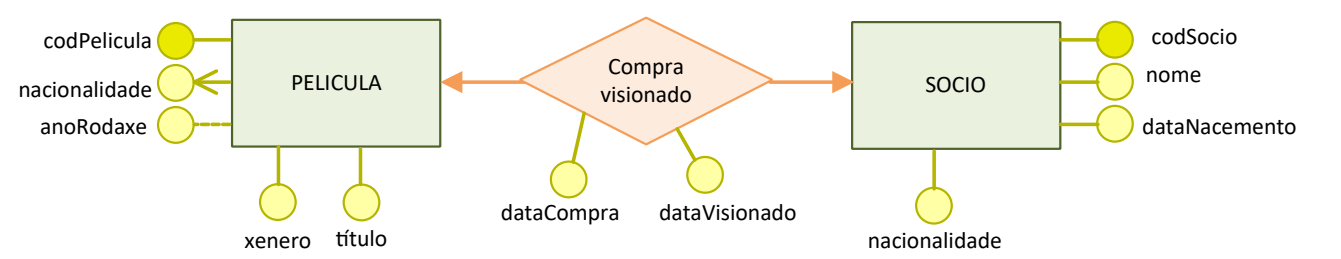 codPelicula
nacionalidade
anoRodaxe
PELICULA
xenero
título
Compra
visionado
dataCompra
dataVisionado
SOCIO
codSocio
nome
dataNacemento
nacionalidade